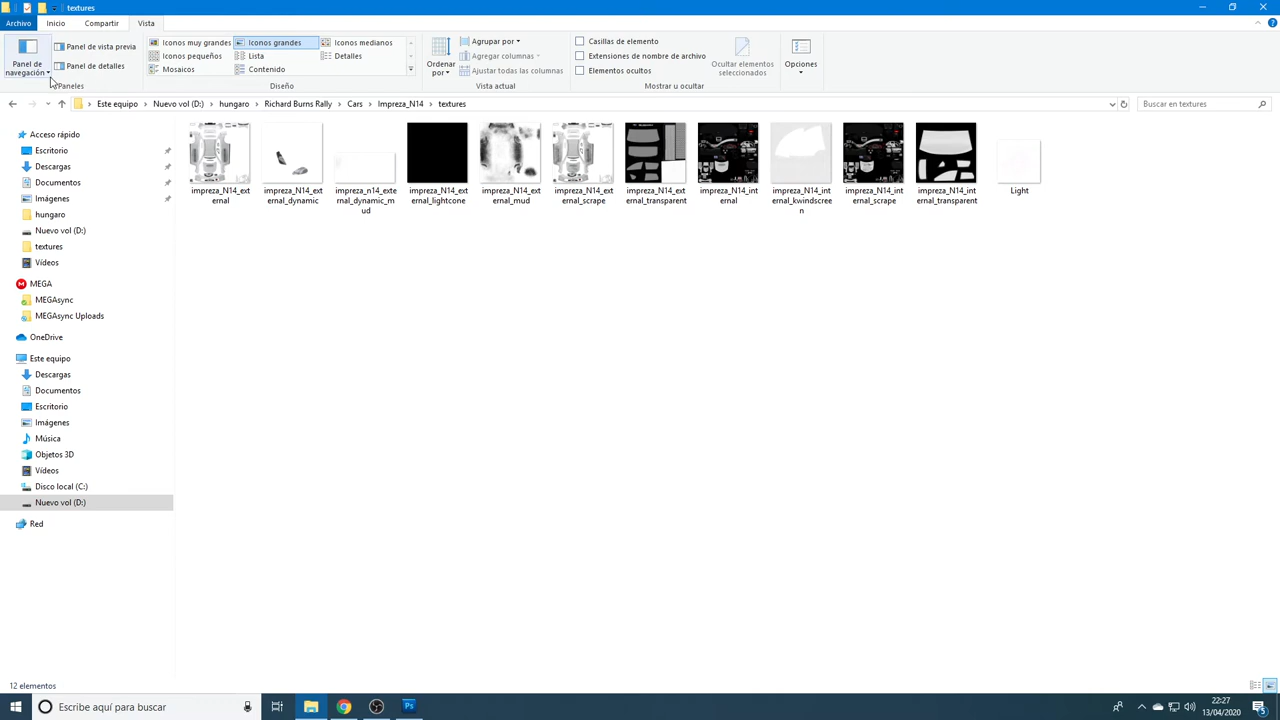 textures
Archivo
Inicio
Compartir
Vista
Panel de
navegación
Panel de vista previa
Panel de detalles
Paneles
Iconos muy grandes
Iconos grandes
Iconos medianos
Iconos pequeños
Lista
Detalles
Mosaicos
Contenido
Diseño
Ordenar
por
Agrupar por
Agregar columnas
Ajustar todas las columnas
Vista actual
Casillas de elemento
Extensiones de nombre de archivo
Elementos ocultos
Ocultar elementos
seleccionados
Mostrar u ocultar
Opciones
Este equipo > Nuevo vol (D:) > hungaro > Richard Burns Rally > Cars > Impreza_N14 > textures
Buscar en textures
Acceso rápido
Escritorio
Descargas
Documentos
Imágenes
hungaro
Nuevo vol (D:)
textures
Vídeos
MEGA
MEGAsync
MEGAsync Uploads
OneDrive
Este equipo
Descargas
Documentos
Escritorio
Imágenes
Música
Objetos 3D
Vídeos
Disco local (C:)
Nuevo vol (D:)
Red
impreza_N14_ext
ernal
impreza_N14_ext
ernal_dynamic
impreza_n14_exte
rnal_dynamic_m
ud
impreza_N14_ext
ernal_lightcone
impreza_N14_ext
ernal_mud
impreza_N14_ext
ernal_scrape
impreza_N14_ext
ernal_transparent
impreza_N14_int
ernal
impreza_N14_int
ernal_kwindscree
n
impreza_N14_int
ernal_scrape
impreza_N14_int
ernal_transparent
Light
12 elementos
Escribe aquí para buscar
Ps
22:27
13/04/2020
5